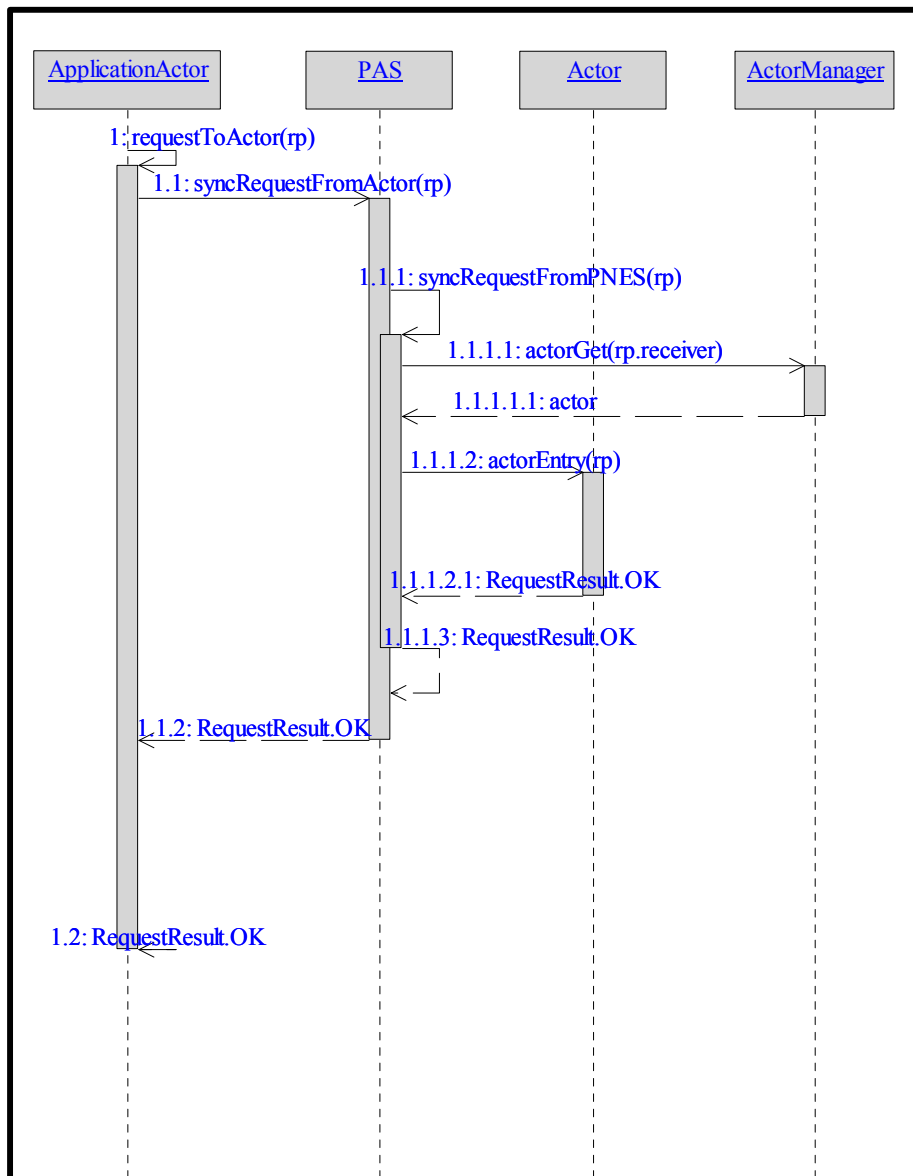 ApplicationActor
PAS
Actor
ActorManager
1: requestToActor(rp)
1.1: syncRequestFromActor(rp)
1.1.1: syncRequestFromPNES(rp)
1.1.1.1: actorGet(rp.receiver)
1.1.1.1.1: actor
1.1.1.2: actorEntry(rp)
1.1.1.2.1: RequestResult.OK
1.1.1.3: RequestResult.OK
1.1.2: RequestResult.OK
1.2: RequestResult.OK